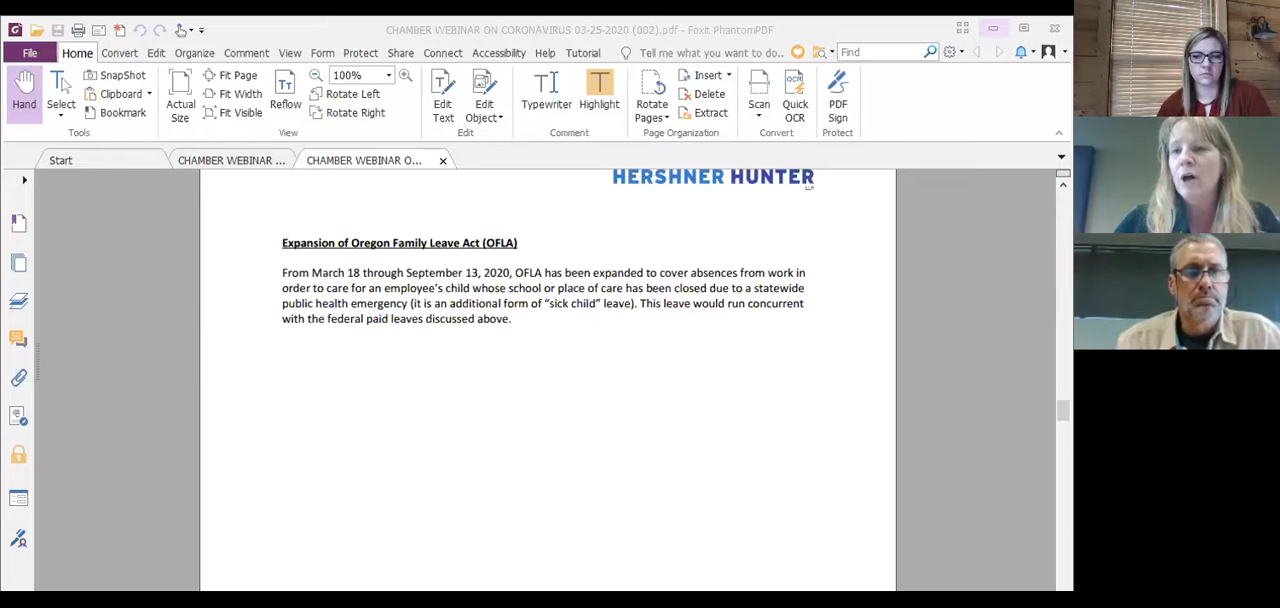 CHAMBER WEBINAR ON CORONAVIRUS 03-25-2020 (002).pdf - Foxit PhantomPDF
File Home Convert Edit Organize Comment View Form Protect Share Connect Accessibility Help Tutorial Tell me what you want to do.. Find
Hand
Select
SnapShot
Clipboard
Bookmark
Tools
Actual
Size
Fit Page
Fit Width
Fit Visible
Reflow
100%
Rotate Left
Rotate Right
View
Edit
Text
Edit
Object
Edit
Typewriter
Highlight
Comment
Rotate
Pages
Insert
Delete
Extract
Page Organization
Scan
Quick
OCR
Convert
PDF
Sign
Protect
Start CHAMBER WEBINAR ... CHAMBER WEBINAR O...
HERSHNER HUNTER
LLP
Expansion of Oregon Family Leave Act (OFLA)
From March 18 through September 13, 2020, OFLA has been expanded to cover absences from work in
order to care for an employee's child whose school or place of care has been closed due to a statewide
public health emergency (it is an additional form of “sick child” leave). This leave would run concurrent
with the federal paid leaves discussed above.